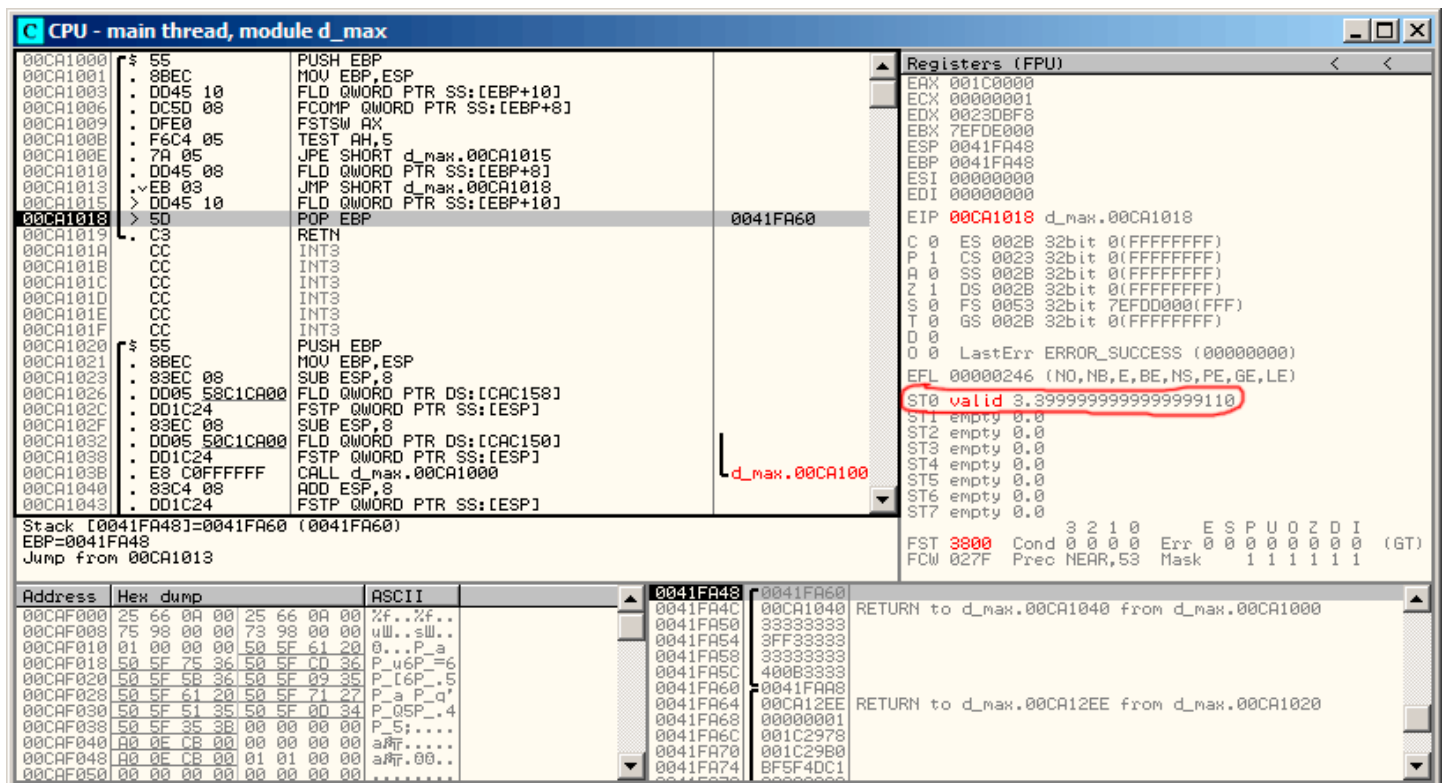 CPU - main thread, module d_max
00CA1000 $ 55 PUSH EBP
00CA1001 . 8BEC MOV EBP,ESP
00CA1003 . DD45 10 FLD QWORD PTR SS:[EBP+10]
00CA1006 . DC5D 08 FCOMP QWORD PTR SS:[EBP+8]
00CA1009 . DFE0 FSTSW AX
00CA100B . F6C4 05 TEST AH,5
00CA100E . 7A 05 JPE SHORT d_max.00CA1015
00CA1010 . DD45 08 FLD QWORD PTR SS:[EBP+8]
00CA1013 . EB 03 JMP SHORT d_max.00CA1018
00CA1015 > DD45 10 FLD QWORD PTR SS:[EBP+10]
00CA1018 > 5D POP EBP 0041FA60
00CA1019 . C3 RETN
00CA101A CC INT3
00CA101B CC INT3
00CA101C CC INT3
00CA101D CC INT3
00CA101E CC INT3
00CA101F CC INT3
00CA1020 $ 55 PUSH EBP
00CA1021 . 8BEC MOV EBP,ESP
00CA1023 . 83EC 08 SUB ESP,8
00CA1026 . DD05 58C1CA00 FLD QWORD PTR DS:[CAC158]
00CA102C . DD1C24 FSTP QWORD PTR SS:[ESP]
00CA102F . 83EC 08 SUB ESP,8
00CA1032 . DD05 50C1CA00 FLD QWORD PTR DS:[CAC150]
00CA1038 . DD1C24 FSTP QWORD PTR SS:[ESP]
00CA103B . E8 C0FFFFFF CALL d_max.00CA1000 d_max.00CA100
00CA1040 . 83C4 08 ADD ESP,8
00CA1043 . DD1C24 FSTP QWORD PTR SS:[ESP]
Stack [0041FA48]=0041FA60 (0041FA60)
EBP=0041FA48
Jump from 00CA1013
Registers (FPU) < <
EAX 001C0000
ECX 00000001
EDX 0023DBF8
EBX 7EFDE000
ESP 0041FA48
EBP 0041FA48
ESI 00000000
EDI 00000000
EIP 00CA1018 d_max.00CA1018
C 0 ES 002B 32bit 0(FFFFFFFF)
P 1 CS 0023 32bit 0(FFFFFFFF)
A 0 SS 002B 32bit 0(FFFFFFFF)
Z 1 DS 002B 32bit 0(FFFFFFFF)
S 0 FS 0053 32bit 7EFDD000(FFF)
T 0 GS 002B 32bit 0(FFFFFFFF)
D 0
O 0 LastErr ERROR_SUCCESS (00000000)
EFL 00000246 (NO,NB,E,BE,NS,PE,GE,LE)
ST0 valid 3.3999999999999999110
ST1 empty 0.0
ST2 empty 0.0
ST3 empty 0.0
ST4 empty 0.0
ST5 empty 0.0
ST6 empty 0.0
ST7 empty 0.0
3 2 1 0 E S P U O Z D I
FST 3800 Cond 0 0 0 0 Err 0 0 0 0 0 0 0 0 (GT)
FCW 027F Prec NEAR,53 Mask 1 1 1 1 1 1
Address Hex dump ASCII
00CAF000 25 66 0A 00 25 66 0A 00 %f..%f..
00CAF008 75 98 00 00 73 98 00 00
00CAF010 01 00 00 00 50 5F 61 20 0...P_a
00CAF018 50 5F 75 36 50 5F CD 36 P_u6P_=6
00CAF020 50 5F 5B 36 50 5F 09 35 P_[6P_.5
00CAF028 50 5F 61 20 50 5F 71 27 P_a P_q'
00CAF030 50 5F 51 35 50 5F 0D 34 P_Q5P_.4
00CAF038 50 5F 35 3B 00 00 00 00 P_5;....
00CAF040 A0 0E CB 00 00 00 00 00
00CAF048 A0 0E CB 00 01 01 00 00
00CAF050 00 00 00 00 00 00 00 00 ........
0041FA48 0041FA60
0041FA4C 00CA1040 RETURN to d_max.00CA1040 from d_max.00CA1000
0041FA50 33333333
0041FA54 3FF33333
0041FA58 33333333
0041FA5C 400B3333
0041FA60 0041FAA8
0041FA64 00CA12EE RETURN to d_max.00CA12EE from d_max.00CA1020
0041FA68 00000001
0041FA6C 001C2978
0041FA70 001C29B0
0041FA74 BF5F4DC1